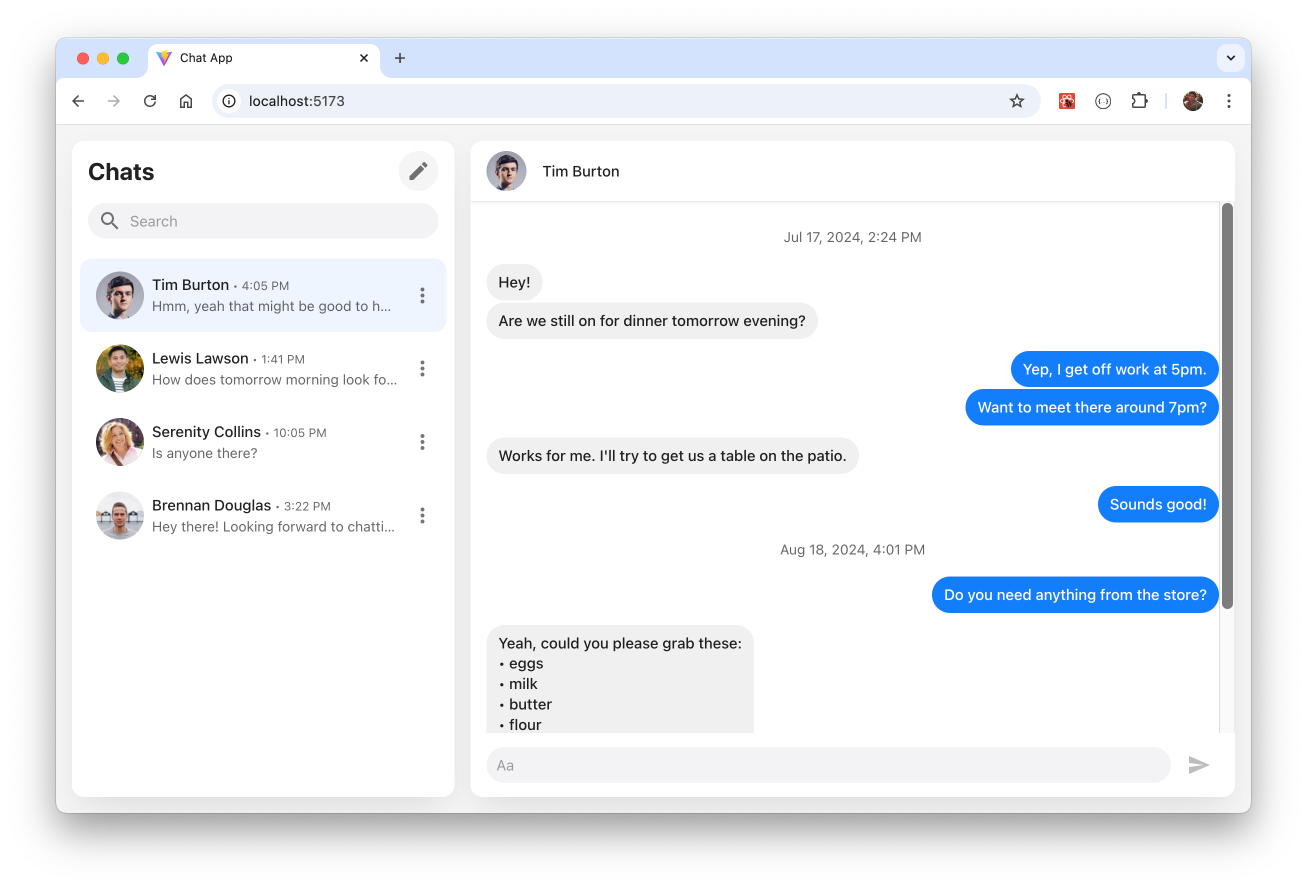 Chat App
localhost:5173
Chats
Search
Tim Burton • 4:05 PM
Hmm, yeah that might be good to h...
Lewis Lawson • 1:41 PM
How does tomorrow morning look fo...
Serenity Collins • 10:05 PM
Is anyone there?
Brennan Douglas • 3:22 PM
Hey there! Looking forward to chatti...
Tim Burton
Jul 17, 2024, 2:24 PM
Hey!
Are we still on for dinner tomorrow evening?
Yep, I get off work at 5pm.
Want to meet there around 7pm?
Works for me. I'll try to get us a table on the patio.
Sounds good!
Aug 18, 2024, 4:01 PM
Do you need anything from the store?
Yeah, could you please grab these:
• eggs
• milk
• butter
• flour
Aa